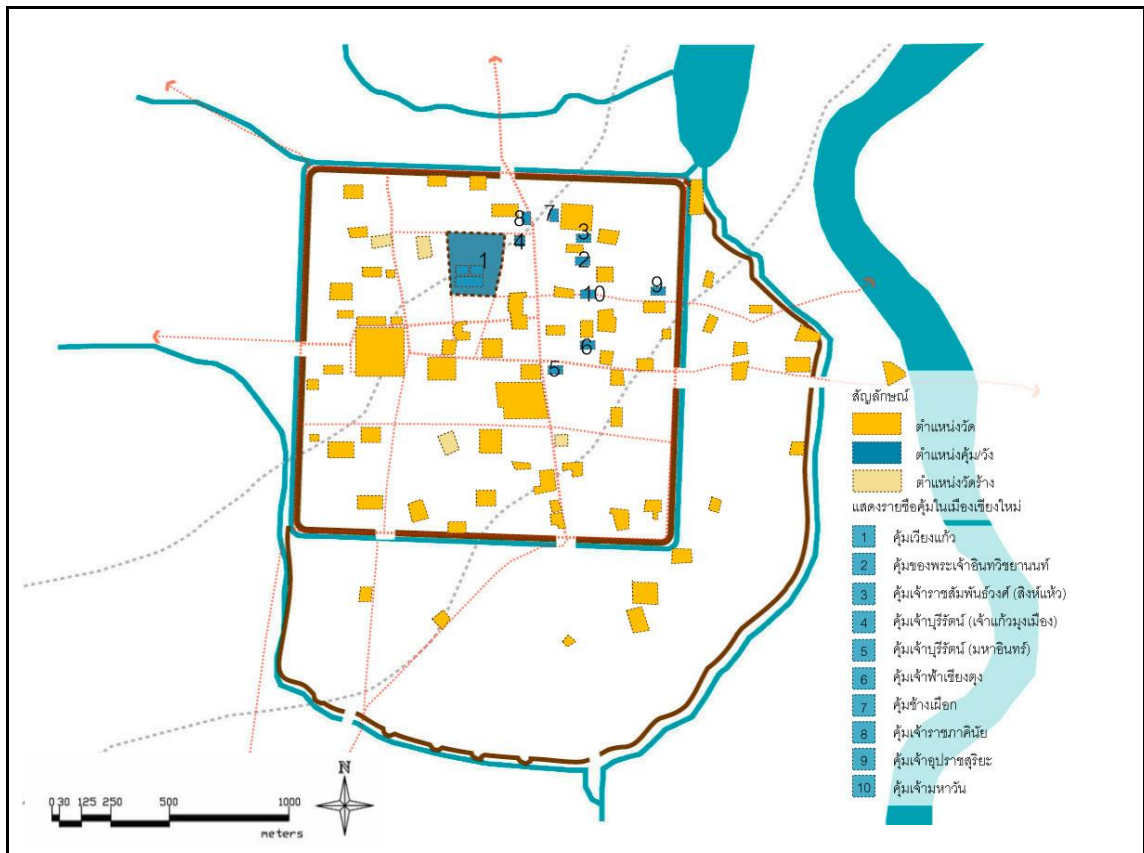 8
7
4
3
1
2
10
9
6
5
สัญลักษณ์
ตำแหน่งวัด
ตำแหน่งคุ้ม/วัง
ตำแหน่งวัดร้าง
แสดงรายชื่อคุ้มในเมืองเชียงใหม่
1 คุ้มเวียงแก้ว
2 คุ้มของพระเจ้าอินทวิชยานนท์
3 คุ้มเจ้าราชสัมพันธ์วงศ์ (สิงห์แห้ว)
4 คุ้มเจ้าบุรีรัตน์ (เจ้าแก้วมุงเมือง)
5 คุ้มเจ้าบุรีรัตน์ (มหาอินทร์)
6 คุ้มเจ้าฟ้าเชียงตุง
7 คุ้มช้างเผือก
8 คุ้มเจ้าราชภาคินัย
9 คุ้มเจ้าอุปราชสุริยะ
10 คุ้มเจ้ามหาวัน
N
0 30 125 250 500 1000
meters